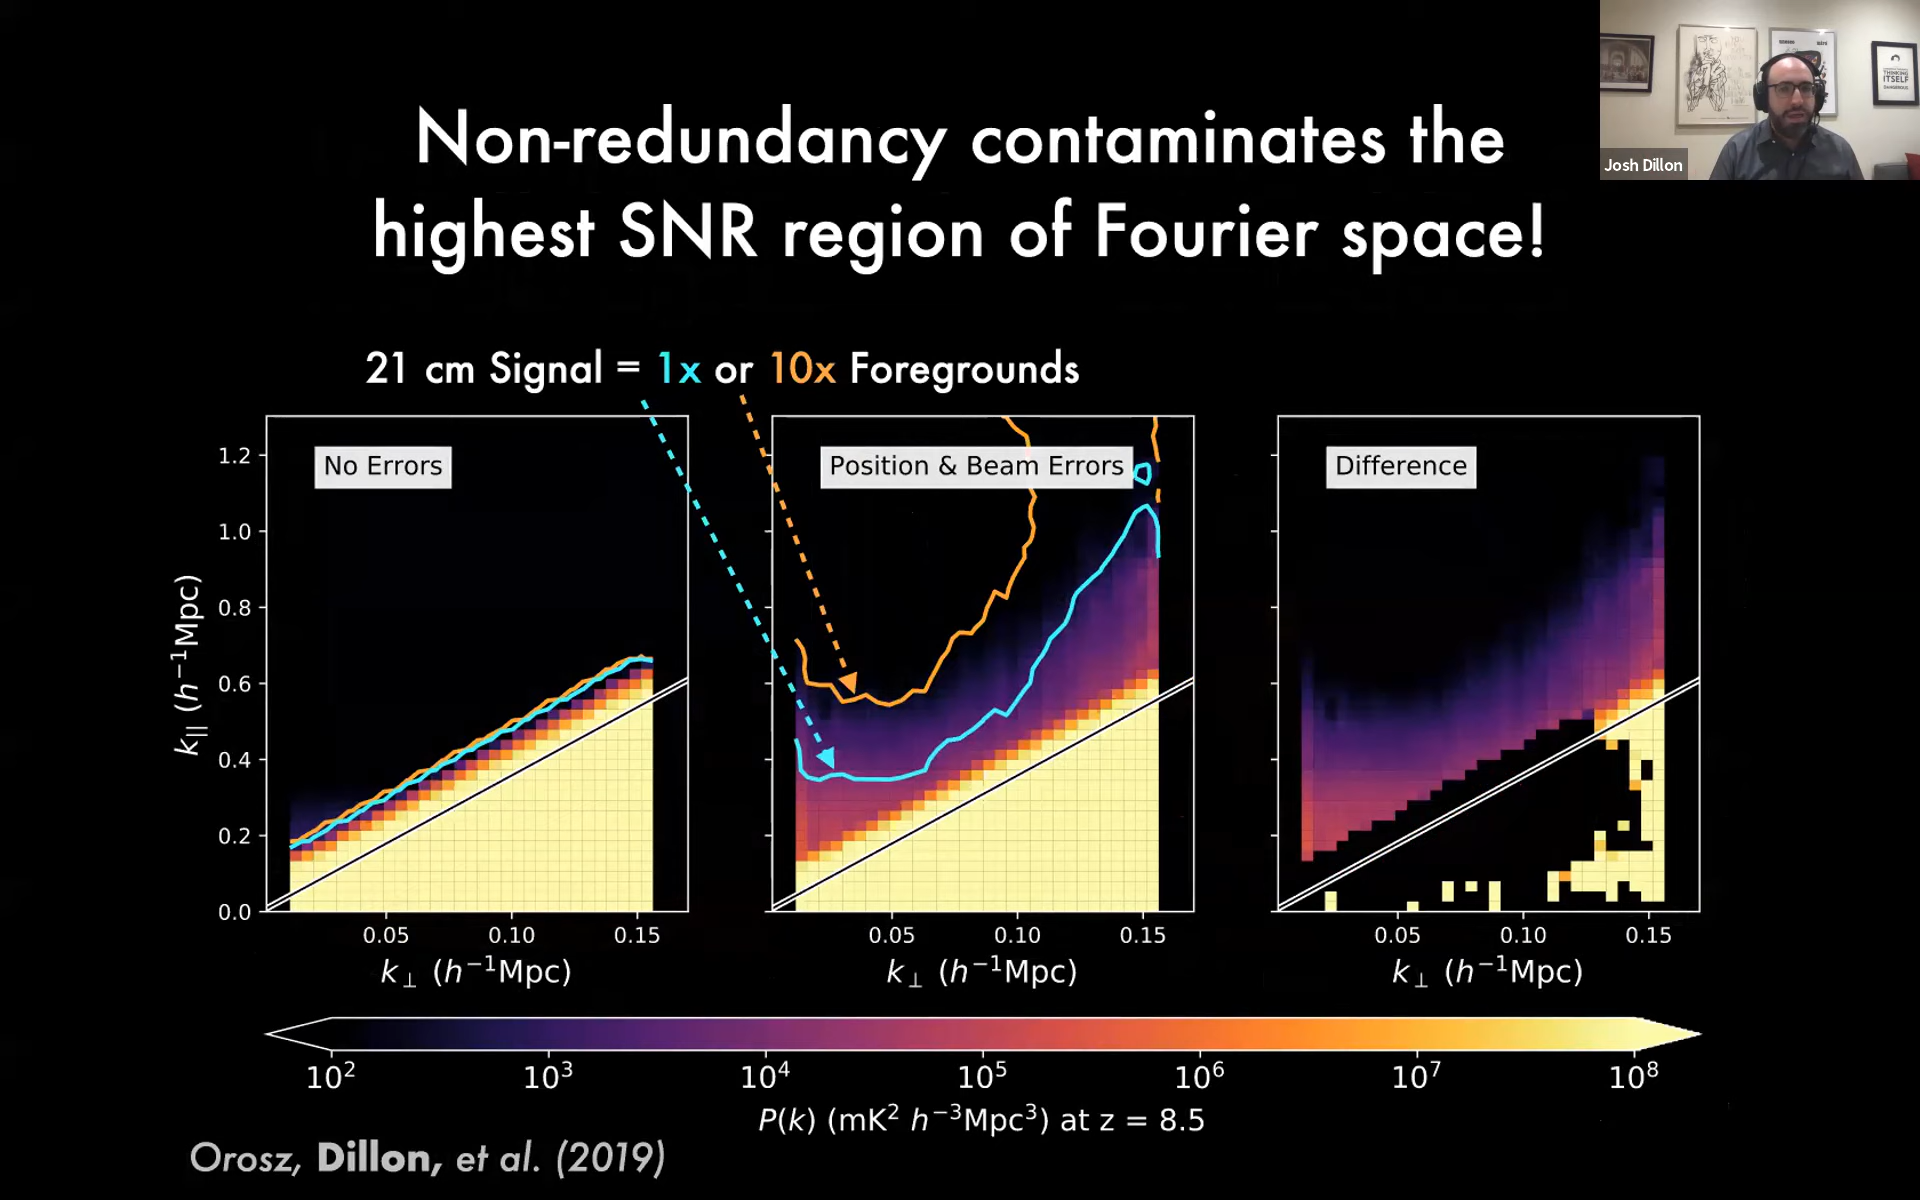 Non-redundancy contaminates the
highest SNR region of Fourier space!
THINKING
ITSELF
DANGEROUS
Josh Dillon
21 cm Signal = 1x or 10x Foregrounds
No Errors
Position & Beam Errors
Difference
1.2
1.0
0.8
0.6
0.4
0.2
0.0
k∥ (h⁻¹Mpc)
0.05 0.10 0.15
0.05 0.10 0.15
0.05 0.10 0.15
k⊥ (h⁻¹Mpc)
k⊥ (h⁻¹Mpc)
k⊥ (h⁻¹Mpc)
10² 10³ 10⁴ 10⁵ 10⁶ 10⁷ 10⁸
P(k) (mK² h⁻³Mpc³) at z = 8.5
Orosz, Dillon, et al. (2019)